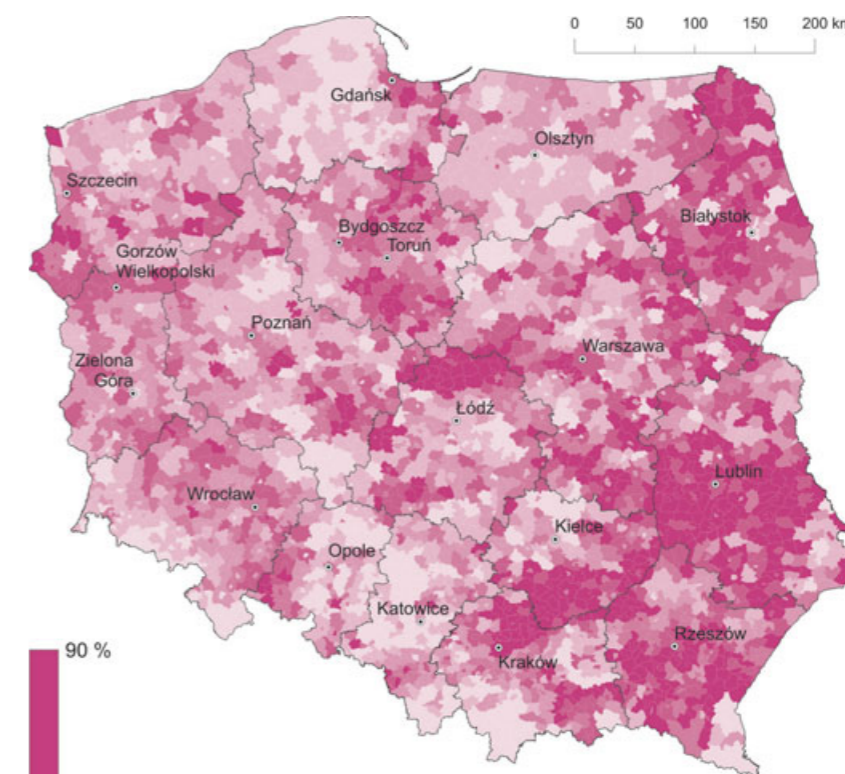 0 50 100 150 200 km
Gdańsk
Olsztyn
Szczecin
Białystok
Bydgoszcz
Toruń
Gorzów
Wielkopolski
Poznań
Warszawa
Zielona
Góra
Łódź
Lublin
Wrocław
Kielce
Opole
Katowice
Rzeszów
Kraków
90 %